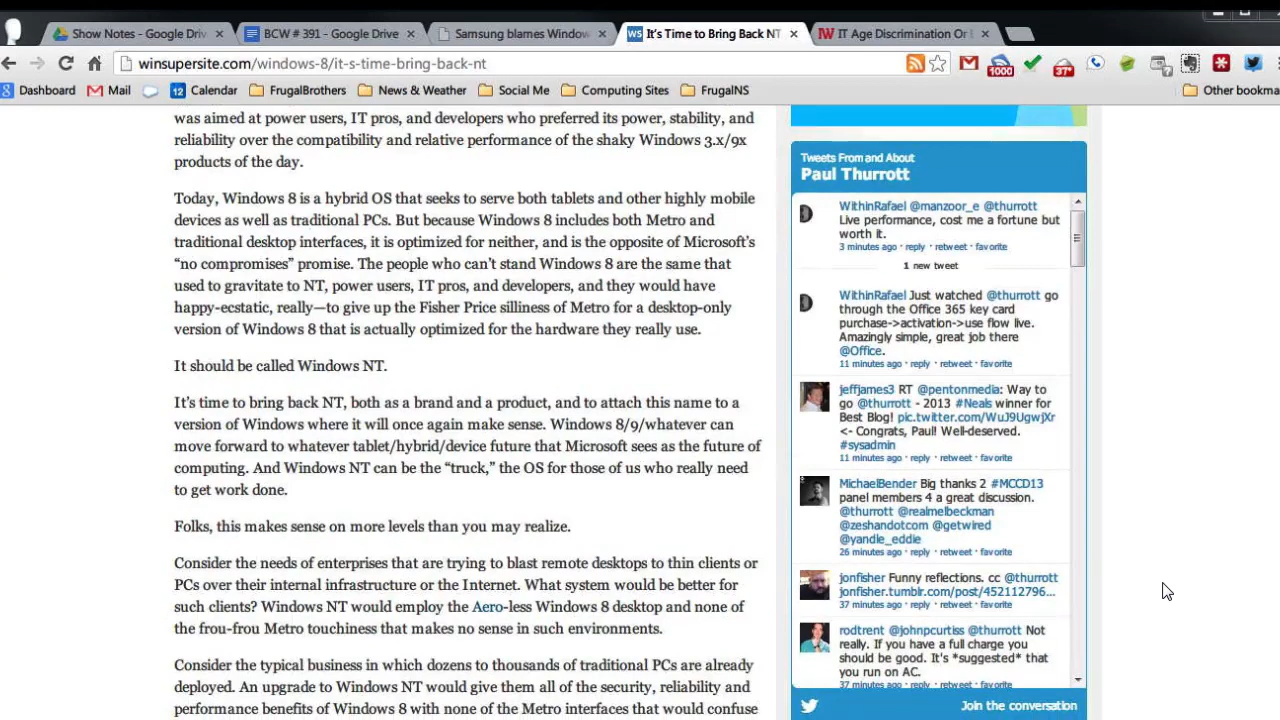 Show Notes - Google Driv
BCW # 391 - Google Drive
Samsung blames Window
WS It's Time to Bring Back NT
IW IT Age Discrimination Or
winsupersite.com/windows-8/it-s-time-bring-back-nt
1000
37°
8 Dashboard
Mail
12 Calendar
FrugalBrothers
News & Weather
Social Me
Computing Sites
FrugalNS
Other bookma
was aimed at power users, IT pros, and developers who preferred its power, stability, and
reliability over the compatibility and relative performance of the shaky Windows 3.x/9x
products of the day.
Today, Windows 8 is a hybrid OS that seeks to serve both tablets and other highly mobile
devices as well as traditional PCs. But because Windows 8 includes both Metro and
traditional desktop interfaces, it is optimized for neither, and is the opposite of Microsoft's
“no compromises” promise. The people who can't stand Windows 8 are the same that
used to gravitate to NT, power users, IT pros, and developers, and they would have
happy-ecstatic, really—to give up the Fisher Price silliness of Metro for a desktop-only
version of Windows 8 that is actually optimized for the hardware they really use.
It should be called Windows NT.
It's time to bring back NT, both as a brand and a product, and to attach this name to a
version of Windows where it will once again make sense. Windows 8/9/whatever can
move forward to whatever tablet/hybrid/device future that Microsoft sees as the future of
computing. And Windows NT can be the “truck,” the OS for those of us who really need
to get work done.
Folks, this makes sense on more levels than you may realize.
Consider the needs of enterprises that are trying to blast remote desktops to thin clients or
PCs over their internal infrastructure or the Internet. What system would be better for
such clients? Windows NT would employ the Aero-less Windows 8 desktop and none of
the frou-frou Metro touchiness that makes no sense in such environments.
Consider the typical business in which dozens to thousands of traditional PCs are already
deployed. An upgrade to Windows NT would give them all of the security, reliability and
performance benefits of Windows 8 with none of the Metro interfaces that would confuse
Tweets From and About
Paul Thurrott
WithinRafael @manzoor_e @thurrott
Live performance, cost me a fortune but
worth it.
3 minutes ago · reply · retweet · favorite
1 new tweet
WithinRafael Just watched @thurrott go
through the Office 365 key card
purchase->activation->use flow live.
Amazingly simple, great job there
@Office.
11 minutes ago · reply · retweet · favorite
jeffjames3 RT @pentonmedia: Way to
go @thurrott - 2013 #Neals winner for
Best Blog! pic.twitter.com/WuJ9UgwjXr
<- Congrats, Paul! Well-deserved.
#sysadmin
11 minutes ago · reply · retweet · favorite
MichaelBender Big thanks 2 #MCCD13
panel members 4 a great discussion.
@thurrott @realmelbeckman
@zeshandotcom @getwired
@yandle_eddie
26 minutes ago · reply · retweet · favorite
jonfisher Funny reflections. cc @thurrott
jonfisher.tumblr.com/post/452112796...
37 minutes ago · reply · retweet · favorite
rodtrent @johnpcurtiss @thurrott Not
really. If you have a full charge you
should be good. It's *suggested* that
you run on AC.
37 minutes ago · reply · retweet · favorite
Join the conversation